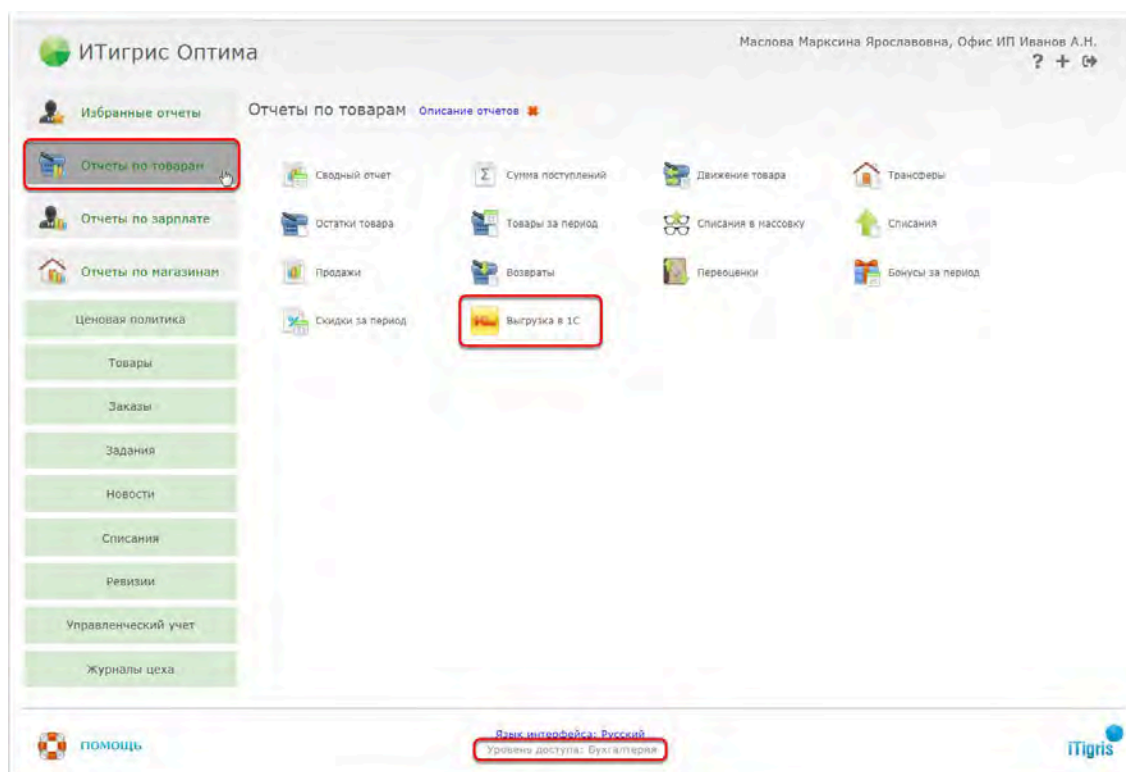 ИТигрис Оптима
Маслова Марксина Ярославовна, Офис ИП Иванов А.Н.
? +
Избранные отчеты
Отчеты по товарам Описание отчетов
Отчеты по товарам
Сводный отчет Сумма поступлений Движение товара Трансферы
Отчеты по зарплате
Остатки товара Товары за период Списания в массовку Списания
Отчеты по магазинам
Продажи Возвраты Переоценки Бонусы за период
Ценовая политика
Скидки за период Выгрузка в 1С
Товары
Заказы
Задания
Новости
Списания
Ревизии
Управленческий учет
Журналы цеха
помощь
Язык интерфейса: Русский
Уровень доступа: Бухгалтерия
iTigris